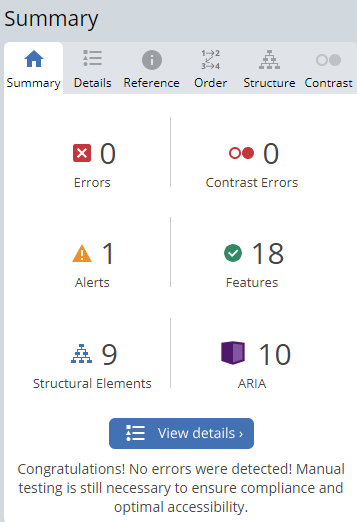 Summary
Summary Details Reference Order Structure Contrast
1→2
3→4
0 0
Errors Contrast Errors
1 18
Alerts Features
9 10
Structural Elements ARIA
View details ›
Congratulations! No errors were detected! Manual
testing is still necessary to ensure compliance and
optimal accessibility.